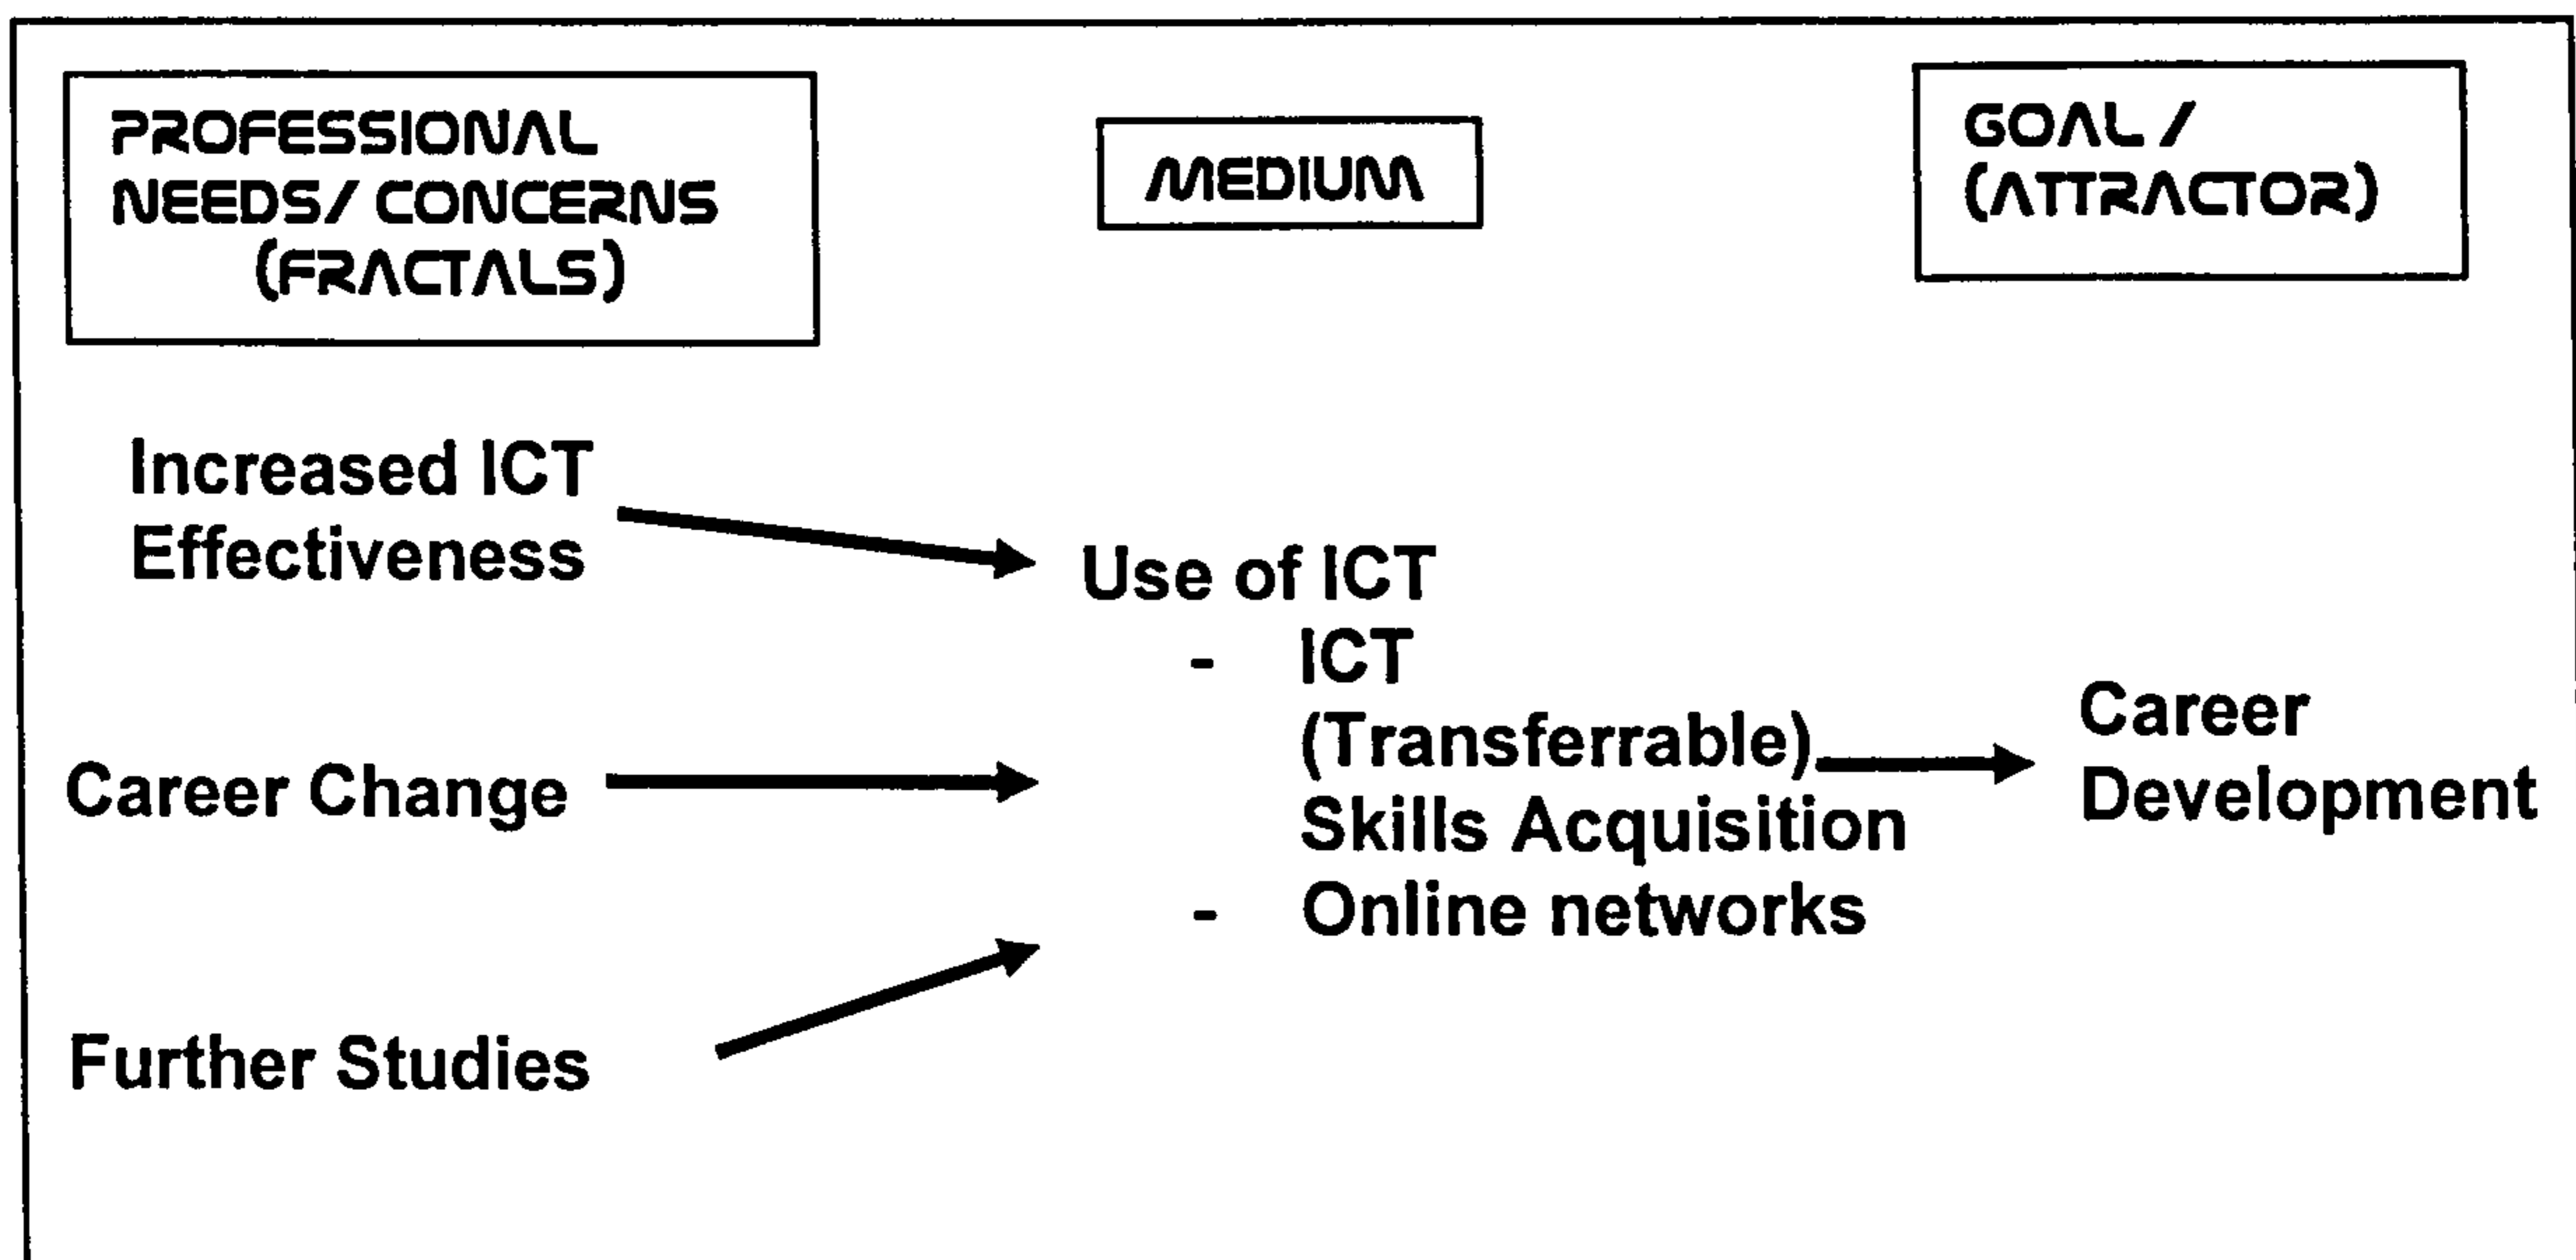 PROFESSIONAL
NEEDS/ CONCERNS
(FRACTALS)
MEDIUM
GOAL /
(ATTRACTOR)
Increased ICT
Effectiveness
Career Change
Further Studies
Use of ICT
- ICT
(Transferrable)
Skills Acquisition
- Online networks
Career
Development